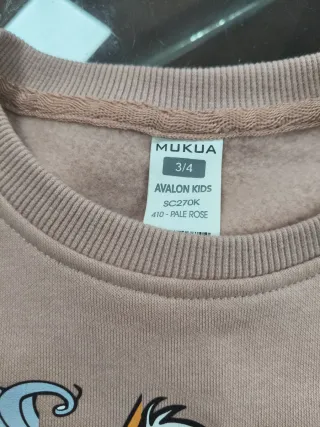 MUKUA
3/4
AVALON KIDS
SC270K
410 - PALE ROSE